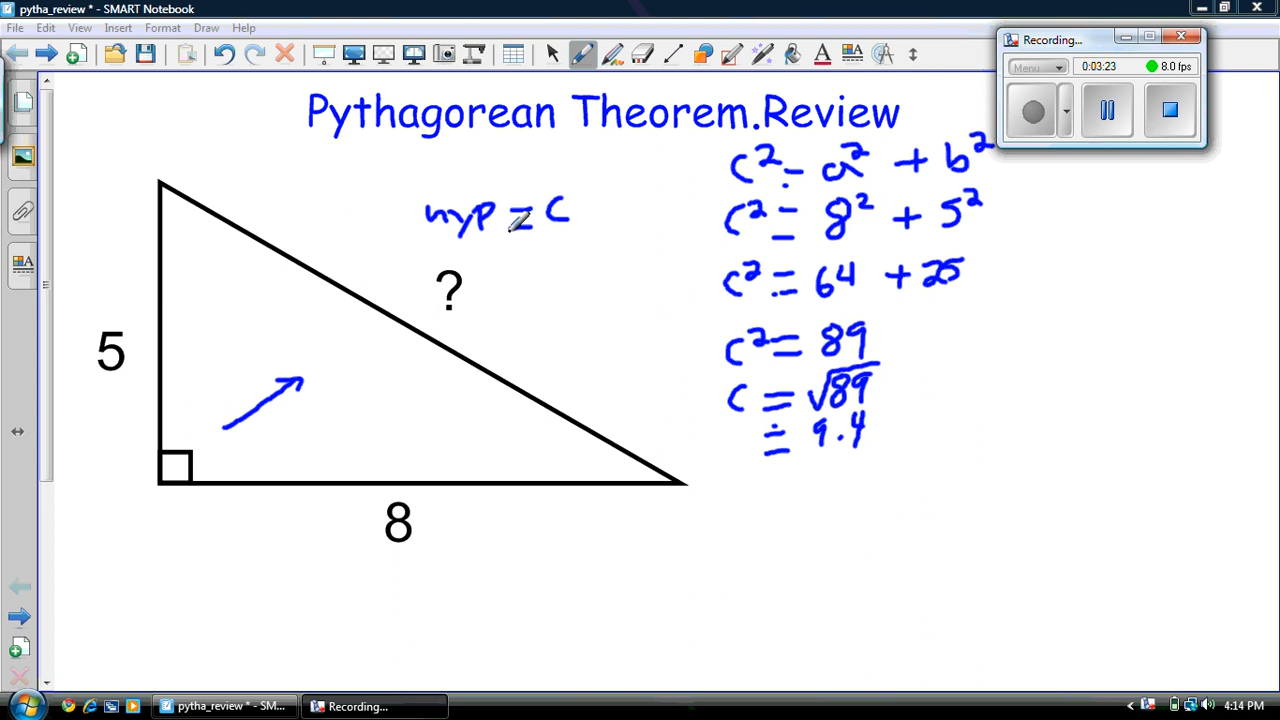 pytha_review * - SMART Notebook
File Edit View Insert Format Draw Help
Recording...
Menu
0:03:23
8.0 fps
Pythagorean Theorem.Review
c² = a² + b²
hyp = c
c² = 8² + 5²
?
c² = 64 + 25
5
c² = 89
c = √89
≐ 9.4
8
pytha_review * - SM...
Recording...
4:14 PM